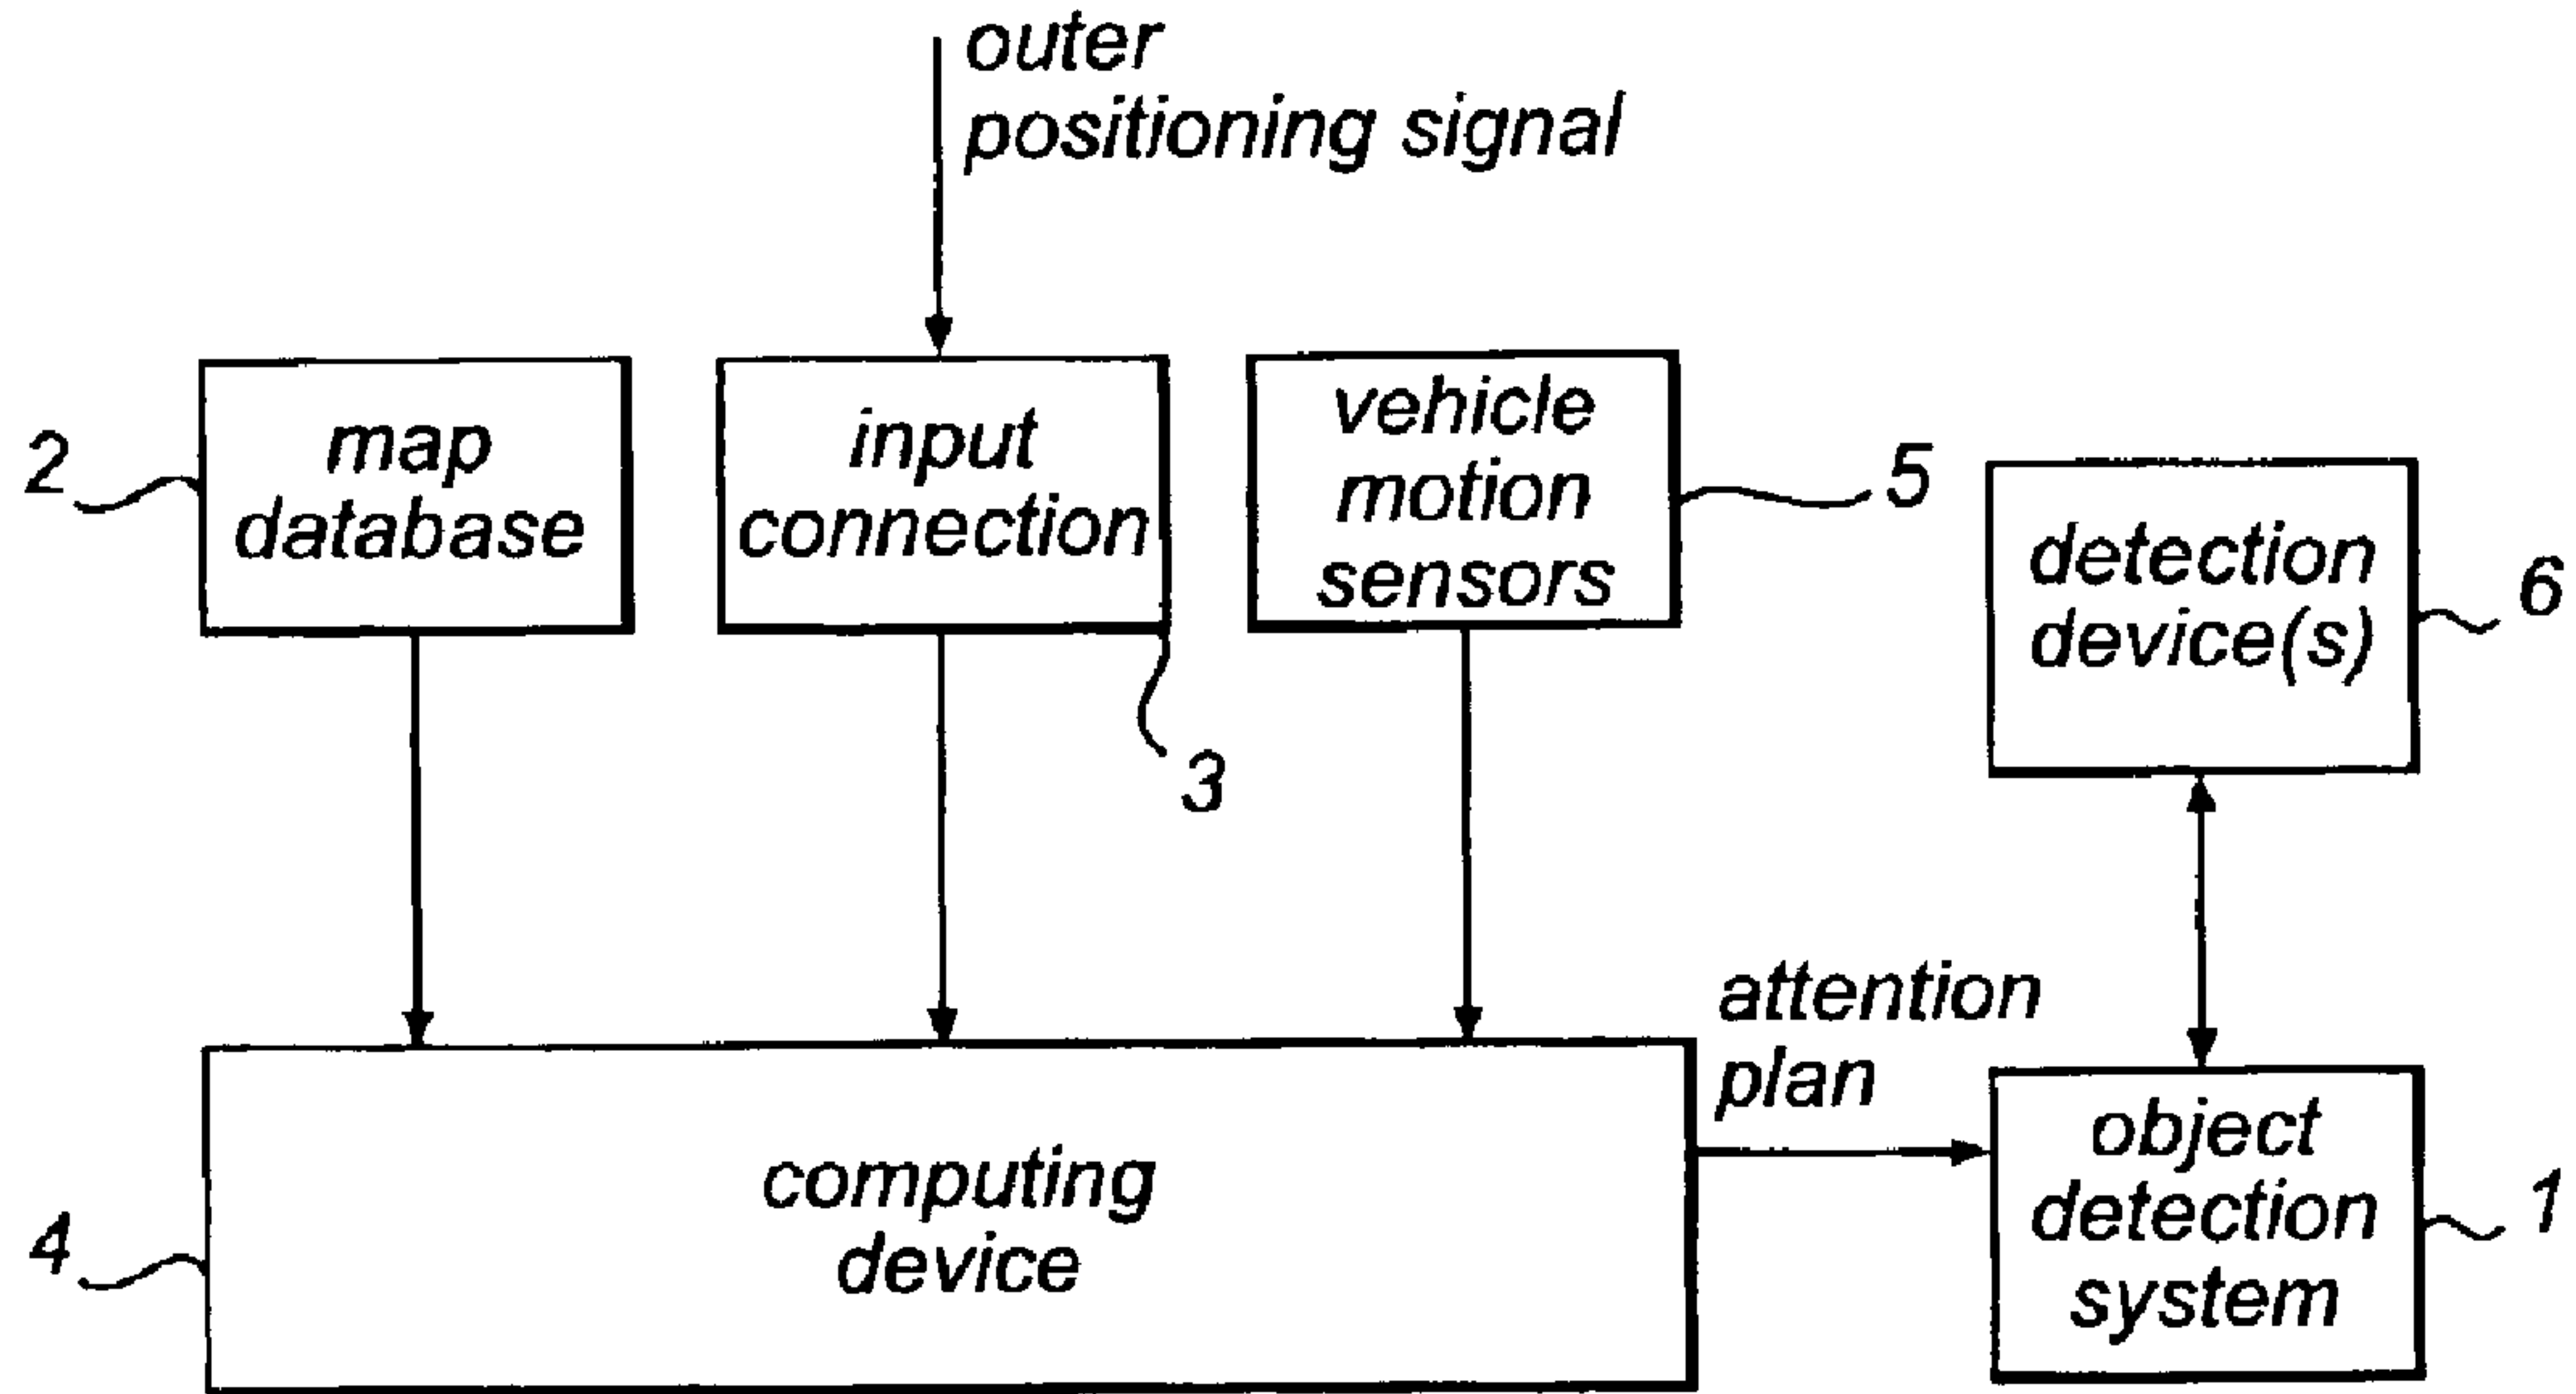 outer
positioning signal
map
database
2
input
connection
3
vehicle
motion
sensors
5
detection
device(s)
6
attention
plan
computing
device
4
object
detection
system
1